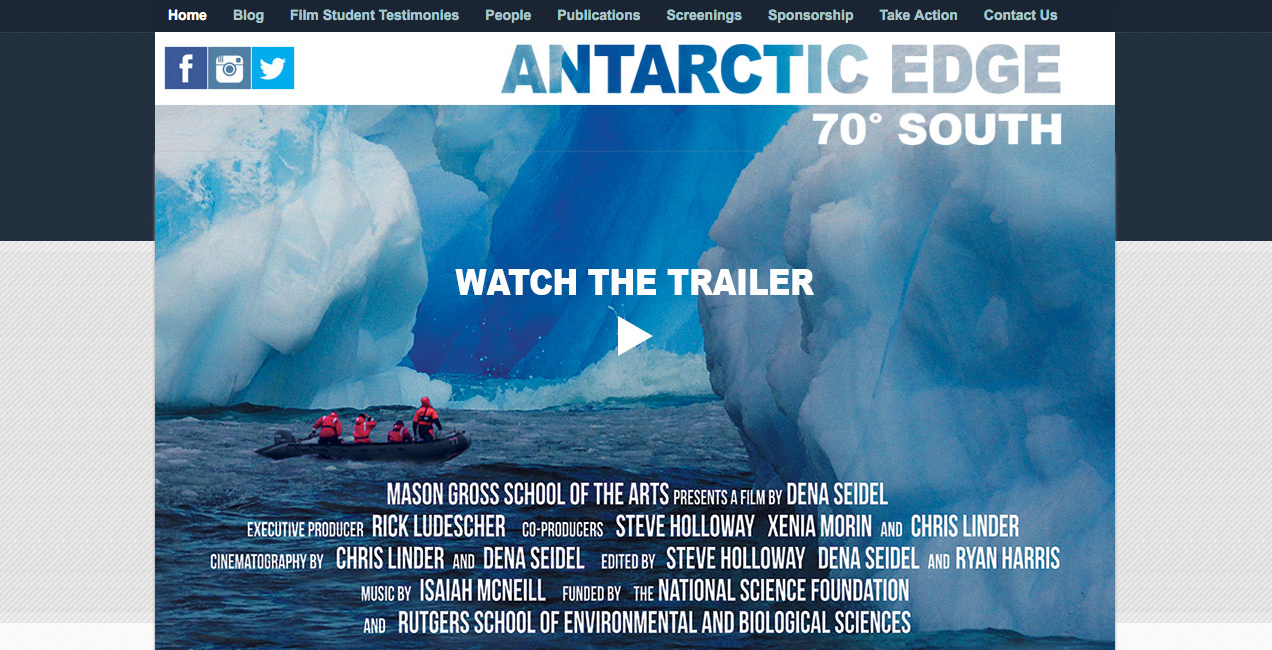 Home Blog Film Student Testimonies People Publications Screenings Sponsorship Take Action Contact Us
ANTARCTIC EDGE
70° SOUTH
WATCH THE TRAILER
MASON GROSS SCHOOL OF THE ARTS PRESENTS A FILM BY DENA SEIDEL
EXECUTIVE PRODUCER RICK LUDESCHER CO-PRODUCERS STEVE HOLLOWAY XENIA MORIN AND CHRIS LINDER
CINEMATOGRAPHY BY CHRIS LINDER AND DENA SEIDEL EDITED BY STEVE HOLLOWAY DENA SEIDEL AND RYAN HARRIS
MUSIC BY ISAIAH MCNEILL FUNDED BY THE NATIONAL SCIENCE FOUNDATION
AND RUTGERS SCHOOL OF ENVIRONMENTAL AND BIOLOGICAL SCIENCES